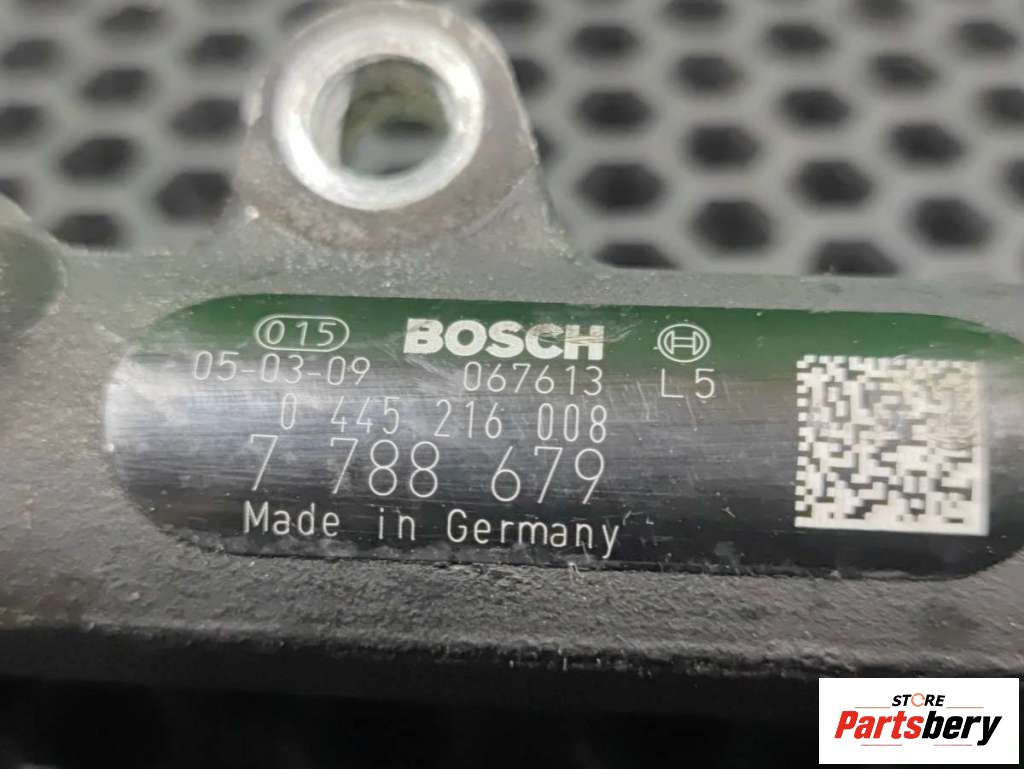 015 BOSCH H
05-03-09 067613 L5
0 445 216 008
7 788 679
Made in Germany
STORE
Partsbery